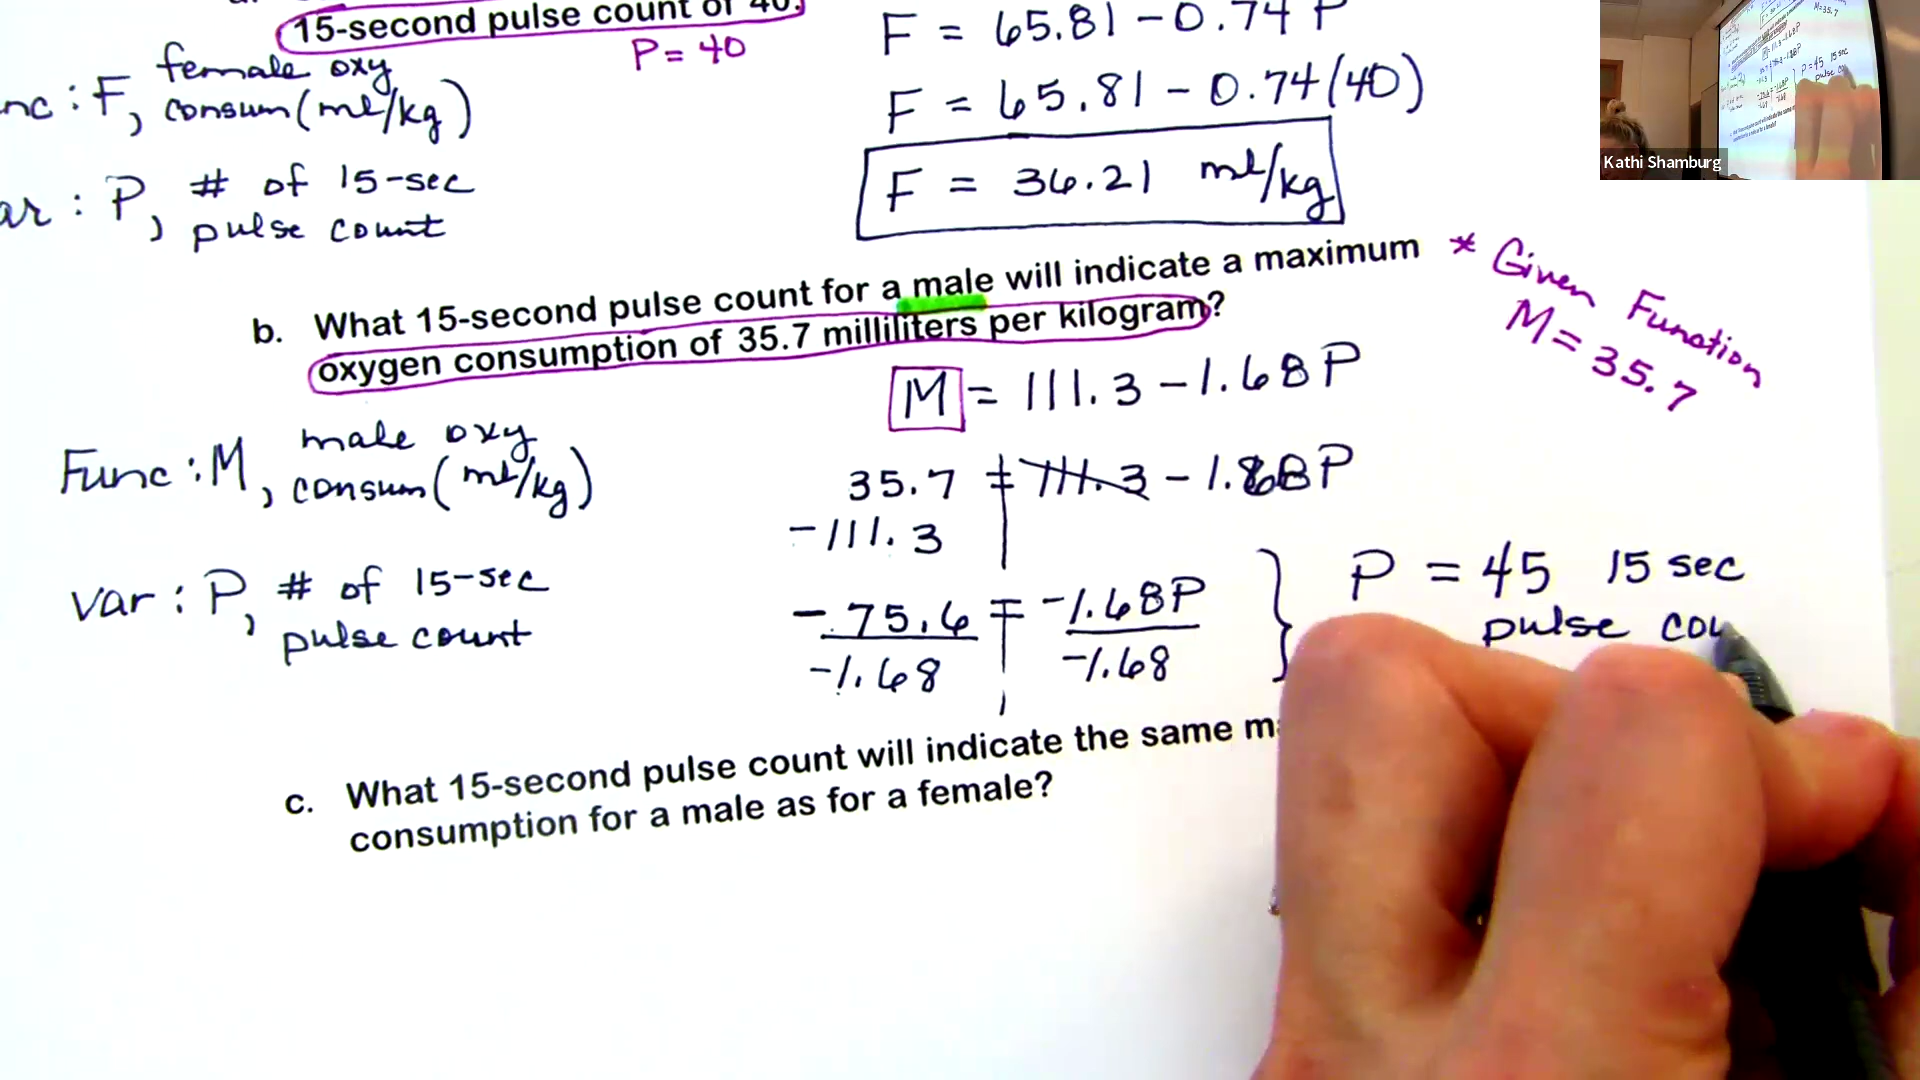 15-second pulse count of 40.
P = 40
F = 65.81 - 0.74 P
F = 65.81 - 0.74(40)
F = 36.21 ml/kg
nc : F, female oxy
consum (ml/kg)
ar : P, # of 15-sec
pulse count
b. What 15-second pulse count for a male will indicate a maximum
oxygen consumption of 35.7 milliliters per kilogram?
* Given Function
M = 35.7
M = 111.3 - 1.68P
Func : M, male oxy
consum (ml/kg)
35.7 = 111.3 - 1.68P
-111.3
var : P, # of 15-sec
pulse count
-75.6 = -1.68P
-1.68 -1.68
P = 45 15 sec
pulse cou
c. What 15-second pulse count will indicate the same m
consumption for a male as for a female?
Kathi Shamburg